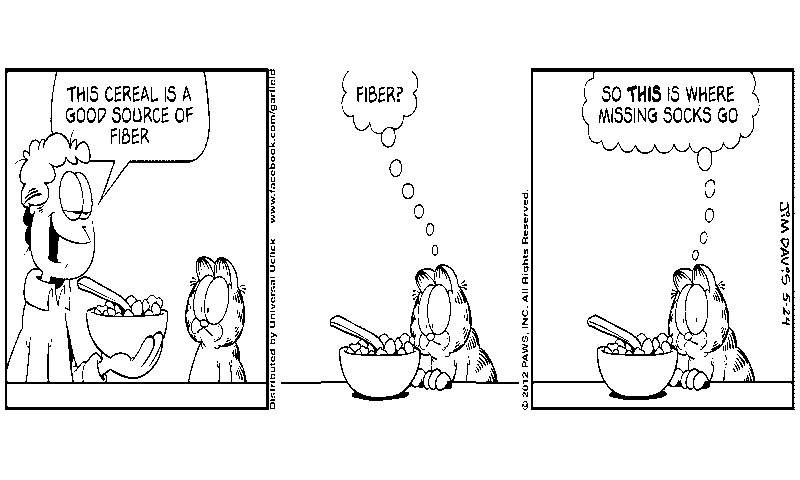 THIS CEREAL IS A
GOOD SOURCE OF
FIBER
Distributed by Universal Uclick www.facebook.com/garfield
FIBER?
© 2012 PAWS, INC. All Rights Reserved.
SO THIS IS WHERE
MISSING SOCKS GO
JIM DAVIS 5-24